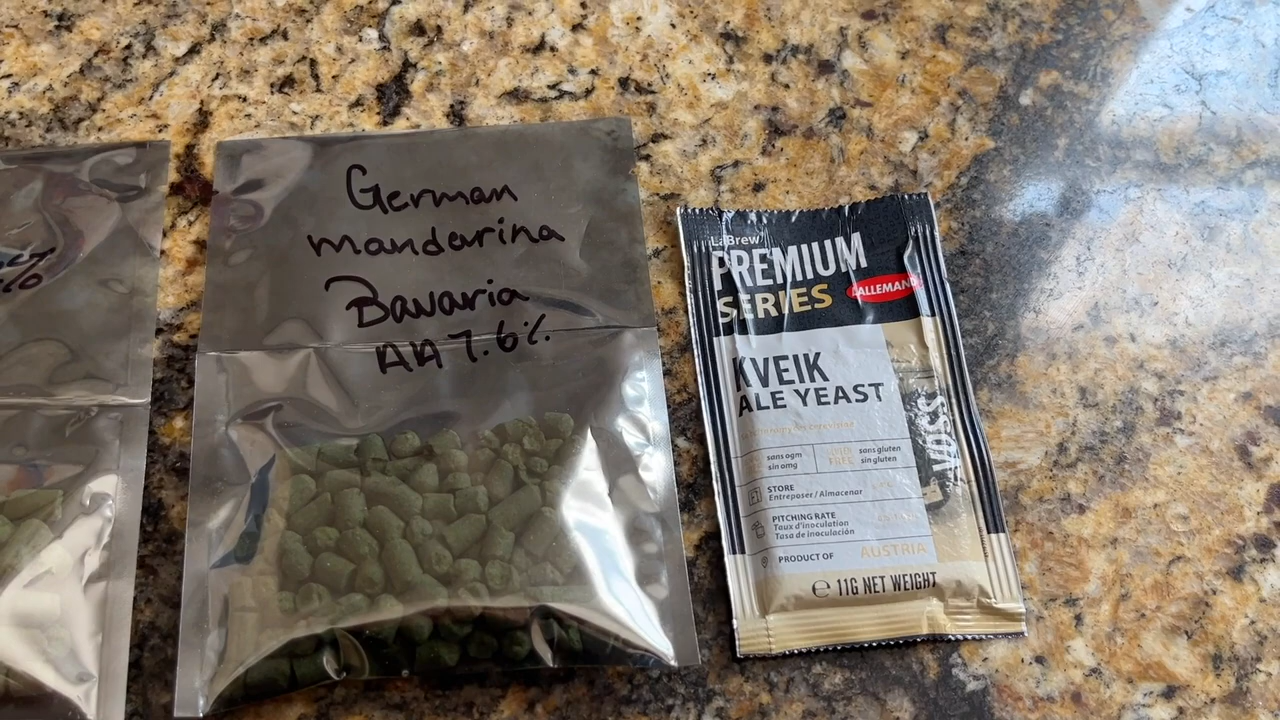 German
mandarina
Bavaria
AA 7.6%
LalBrew
PREMIUM
SERIES
LALLEMAND
KVEIK
ALE YEAST
VOSS
sans ogm
sin omg
sans gluten
sin gluten
STORE
Entreposer / Almacenar
PITCHING RATE
Taux d'inoculation
Tasa de inoculación
PRODUCT OF AUSTRIA
℮ 11G NET WEIGHT